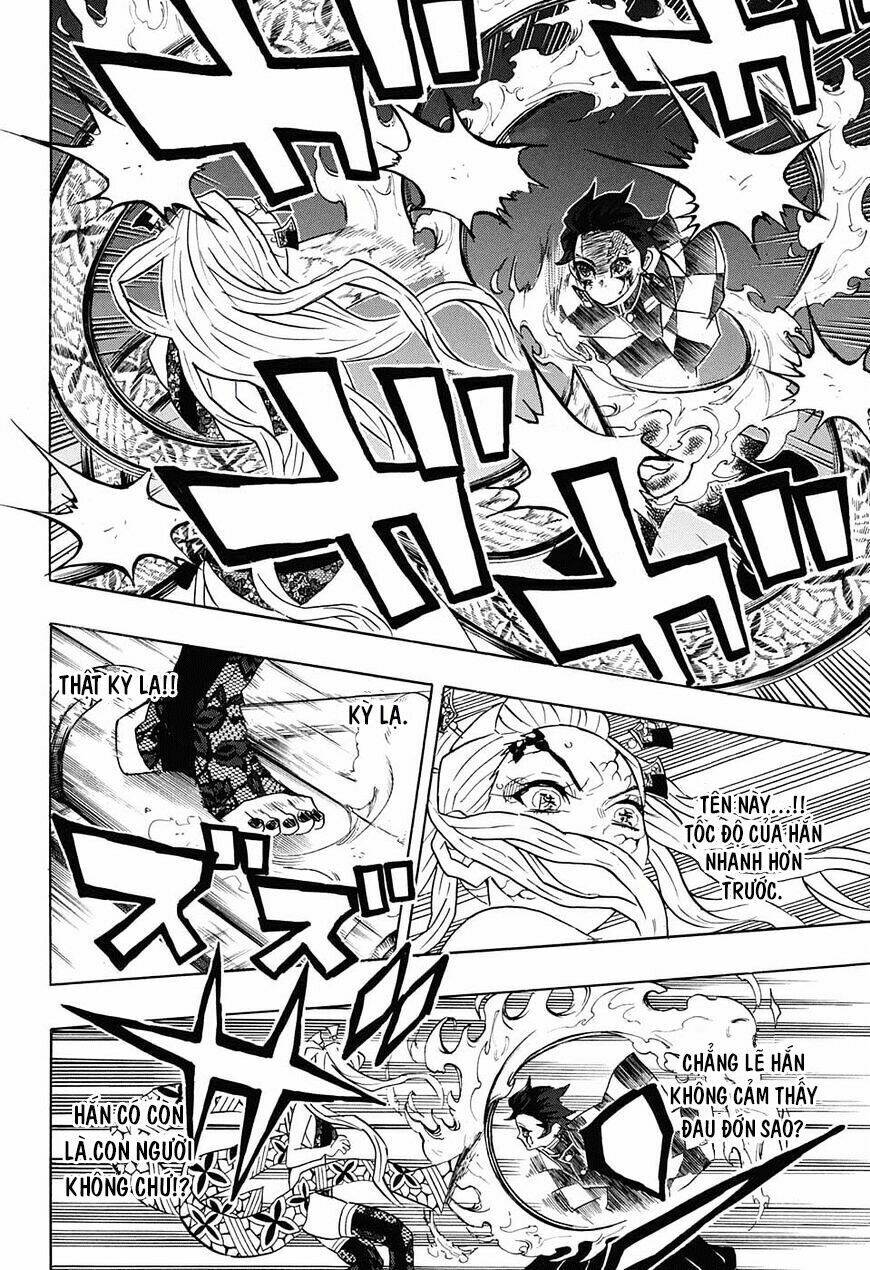 ギギ
ギギ
TÊN NÀY...!!
TỐC ĐỘ CỦA HẮN
NHANH HƠN
TRƯỚC.
KỲ LẠ.
THẬT KỲ LẠ!!
ズズ
CHẲNG LẼ HẮN
KHÔNG CẢM THẤY
ĐAU ĐỚN SAO?
HẮN CÓ CÒN
LÀ CON NGƯỜI
KHÔNG CHỨ!?